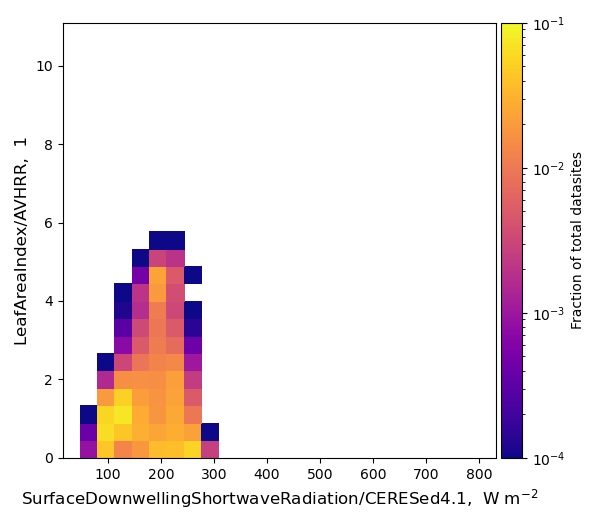 LeafAreaIndex/AVHRR,  1
10
8
6
4
2
0
100 200 300 400 500 600 700 800
SurfaceDownwellingShortwaveRadiation/CERESed4.1,  W m⁻²
10⁻¹
10⁻²
10⁻³
10⁻⁴
Fraction of total datasites